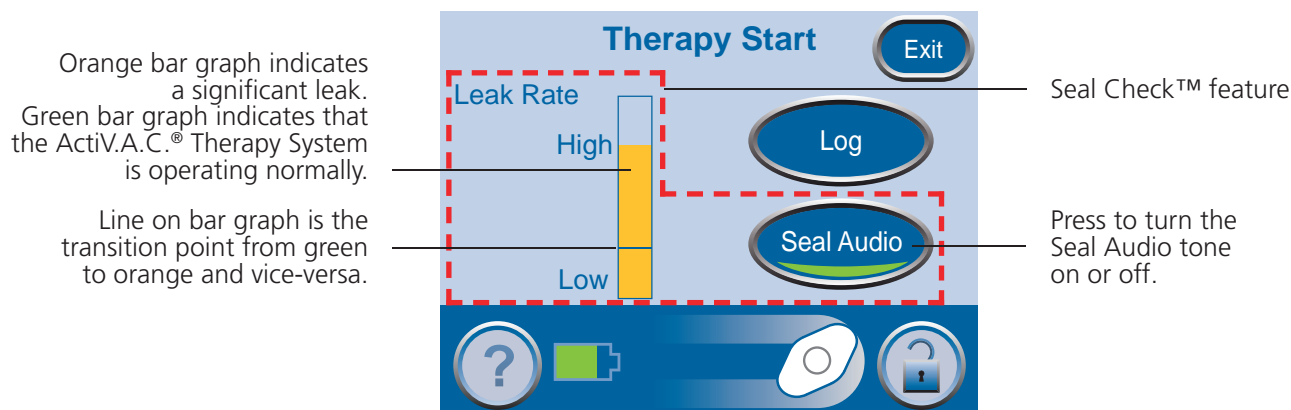 Orange bar graph indicates
a significant leak.
Green bar graph indicates that
the ActiV.A.C.® Therapy System
is operating normally.
Line on bar graph is the
transition point from green
to orange and vice-versa.
Therapy Start
Exit
Leak Rate
High
Low
Log
Seal Audio
?
Seal Check™ feature
Press to turn the
Seal Audio tone
on or off.